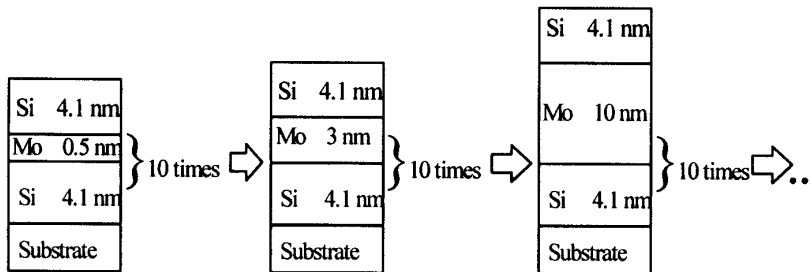 Si 4.1 nm
Mo 0.5 nm
Si 4.1 nm
Substrate
10 times
Si 4.1 nm
Mo 3 nm
Si 4.1 nm
Substrate
10 times
Si 4.1 nm
Mo 10 nm
Si 4.1 nm
Substrate
10 times
..